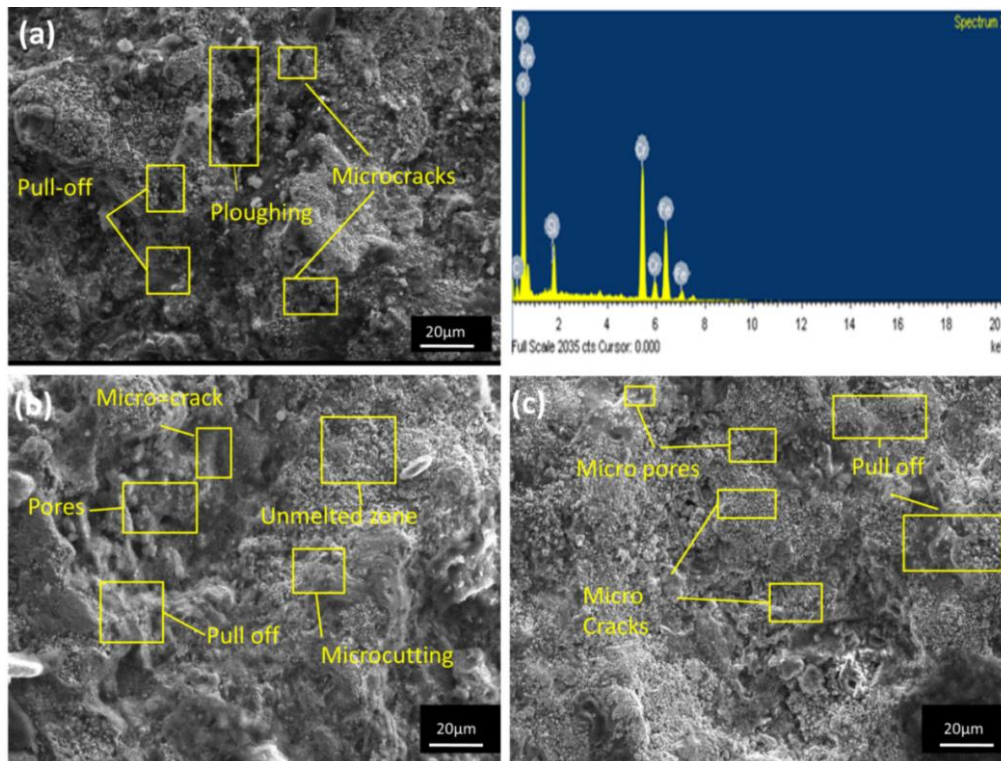 (a)
Pull-off
Ploughing
Microcracks
20μm
Spectrum
2 4 6 8 10 12 14 16 18 20
Full Scale 2035 cts Cursor: 0.000
(b)
Micro=crack
Pores
Unmelted zone
Pull off
Microcutting
20μm
(c)
Micro pores
Pull off
Micro
Cracks
20μm